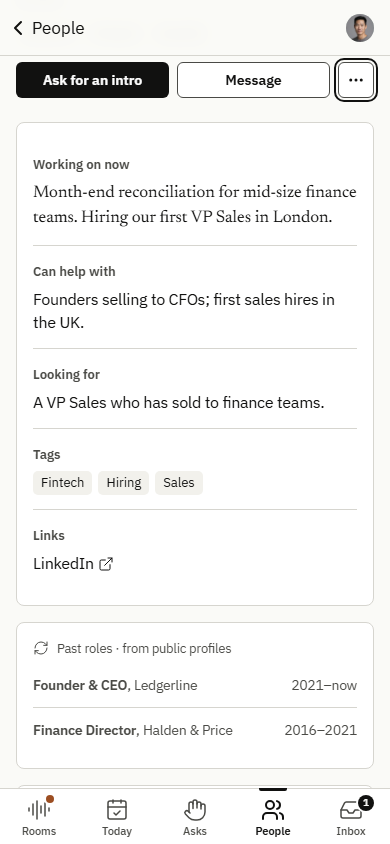 People
Ask for an intro
Message
Working on now
Month-end reconciliation for mid-size finance
teams. Hiring our first VP Sales in London.
Can help with
Founders selling to CFOs; first sales hires in
the UK.
Looking for
A VP Sales who has sold to finance teams.
Tags
Fintech Hiring Sales
Links
LinkedIn
Past roles · from public profiles
Founder & CEO, Ledgerline 2021–now
Finance Director, Halden & Price 2016–2021
1
Rooms Today Asks People Inbox